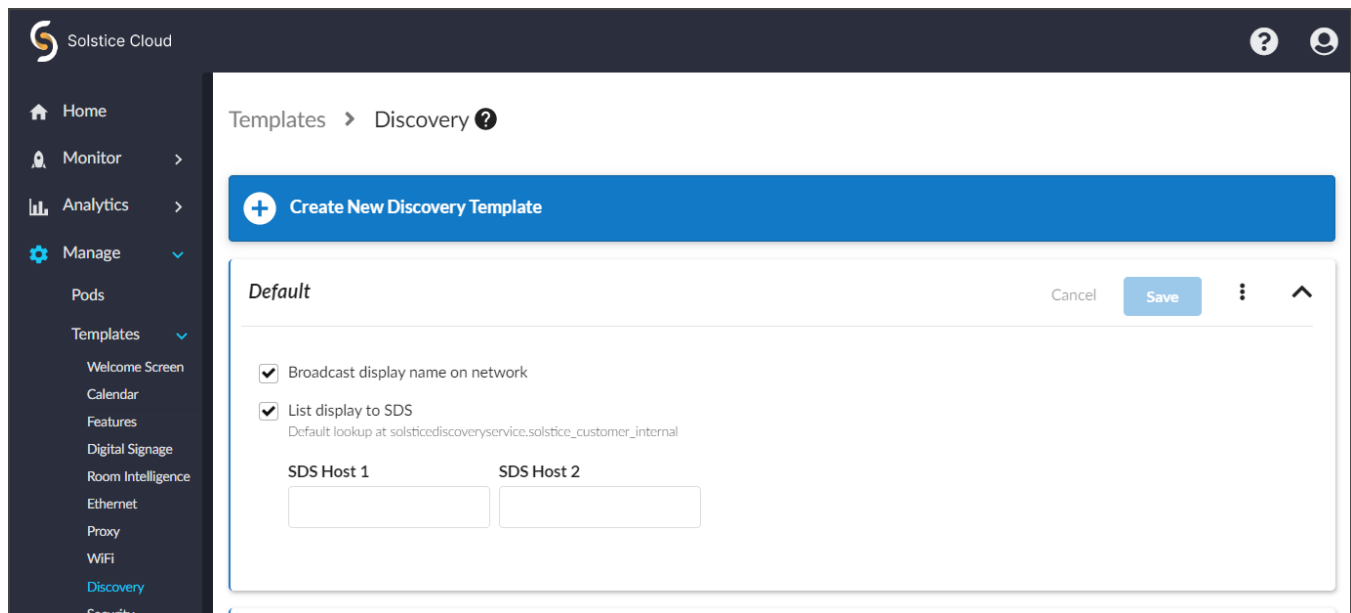 Solstice Cloud
Home
Monitor
Analytics
Manage
Pods
Templates
Welcome Screen
Calendar
Features
Digital Signage
Room Intelligence
Ethernet
Proxy
WiFi
Discovery
Security
Templates > Discovery ?
Create New Discovery Template
Default
Cancel Save
Broadcast display name on network
List display to SDS
Default lookup at solsticediscoveryservice.solstice_customer_internal
SDS Host 1 SDS Host 2